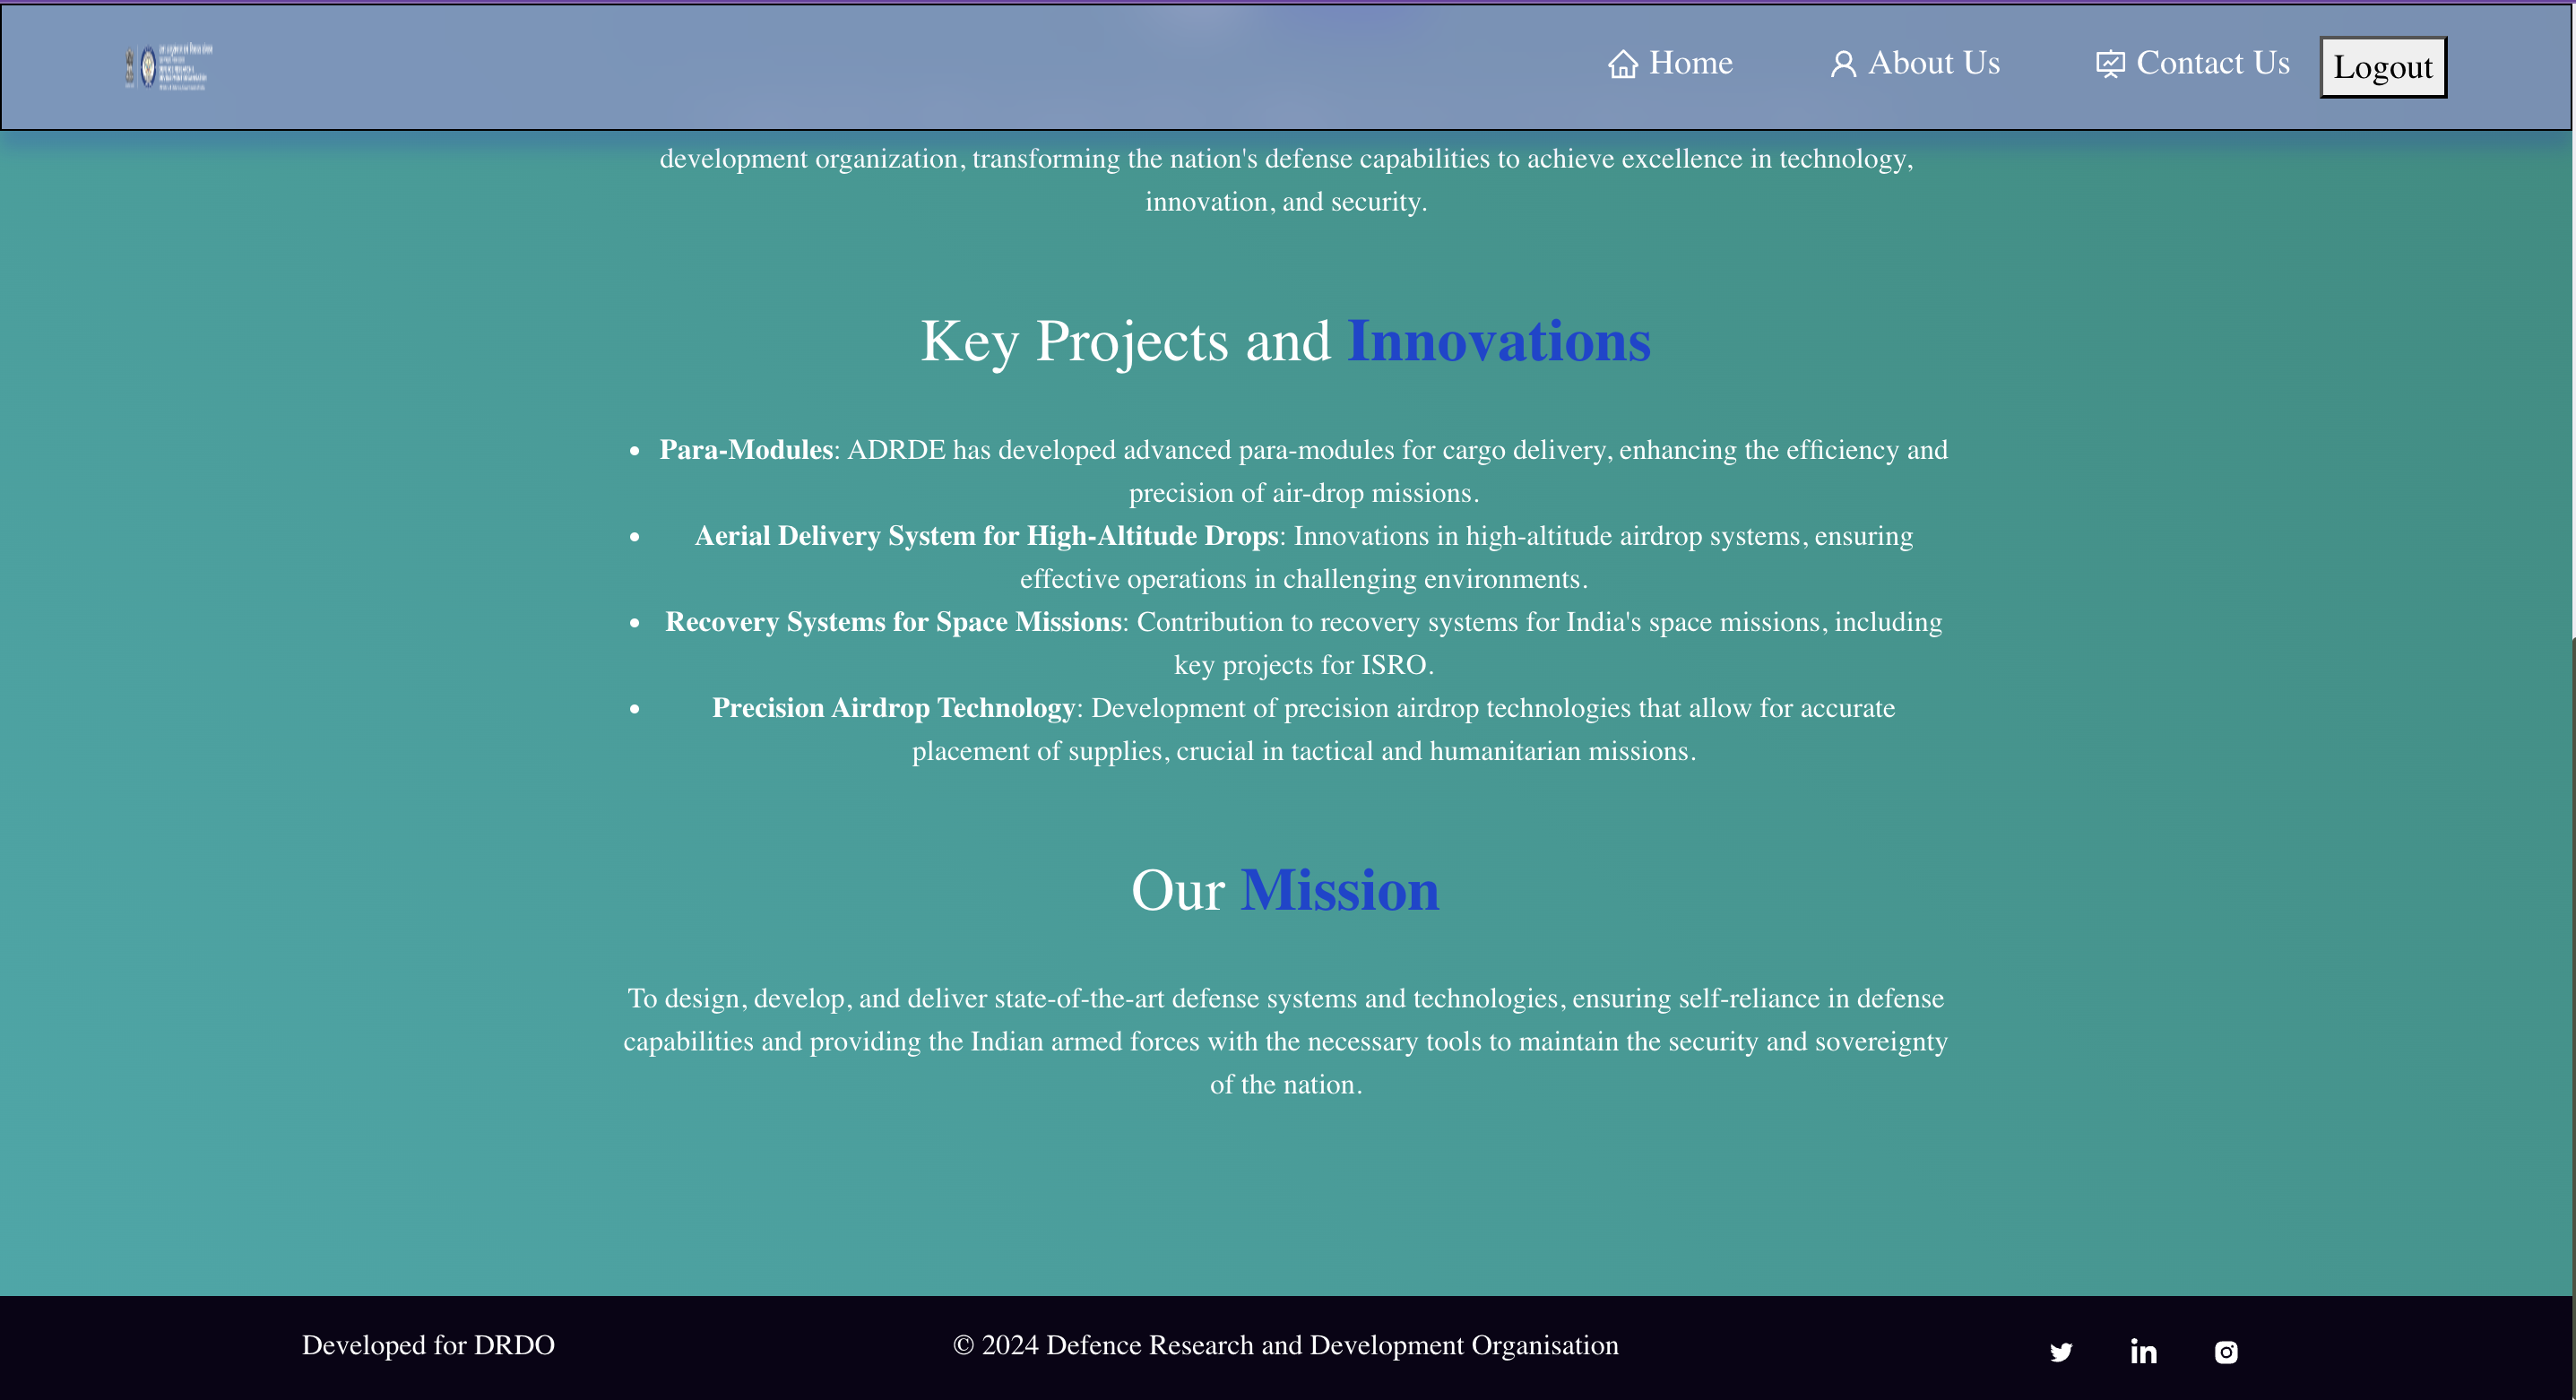 Home
About Us
Contact Us
Logout
development organization, transforming the nation's defense capabilities to achieve excellence in technology,
innovation, and security.
Key Projects and Innovations
• Para-Modules: ADRDE has developed advanced para-modules for cargo delivery, enhancing the efficiency and
precision of air-drop missions.
• Aerial Delivery System for High-Altitude Drops: Innovations in high-altitude airdrop systems, ensuring
effective operations in challenging environments.
• Recovery Systems for Space Missions: Contribution to recovery systems for India's space missions, including
key projects for ISRO.
• Precision Airdrop Technology: Development of precision airdrop technologies that allow for accurate
placement of supplies, crucial in tactical and humanitarian missions.
Our Mission
To design, develop, and deliver state-of-the-art defense systems and technologies, ensuring self-reliance in defense
capabilities and providing the Indian armed forces with the necessary tools to maintain the security and sovereignty
of the nation.
Developed for DRDO
© 2024 Defence Research and Development Organisation